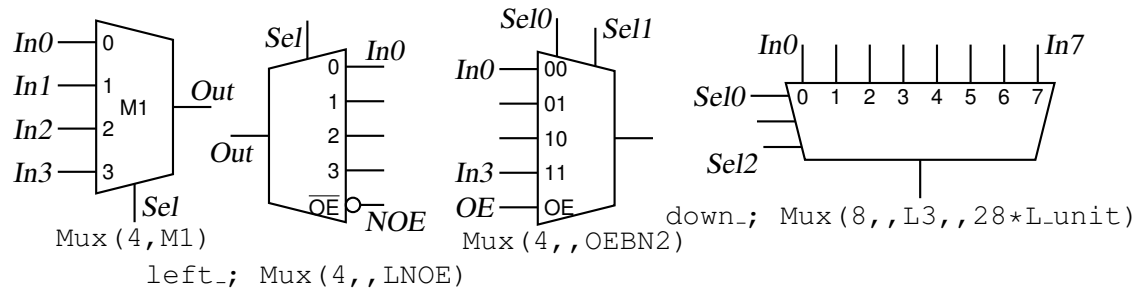 In0
In1
In2
In3
0
1
2
3
M1
Out
Sel
Mux(4,M1)
Sel
In0
0
1
2
3
OE
NOE
Out
left_; Mux(4,,LNOE)
Sel0
Sel1
In0
00
01
10
11
In3
OE
OE
Mux(4,,OEBN2)
In0
In7
Sel0
0 1 2 3 4 5 6 7
Sel2
down_; Mux(8,,L3,,28*L_unit)